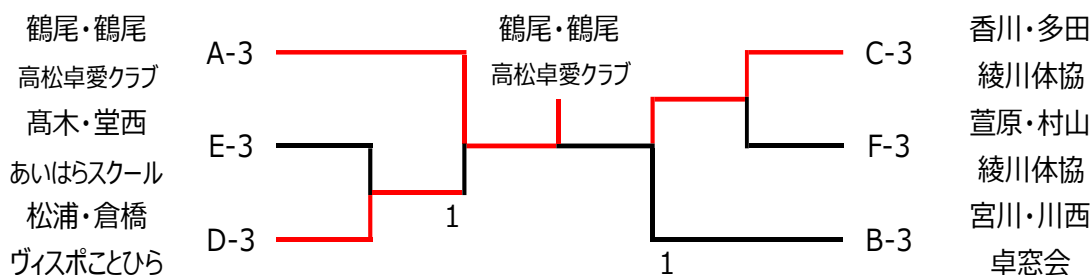 鶴尾・鶴尾
高松卓愛クラブ
A-3
髙木・堂西
あいはらスクール
E-3
松浦・倉橋
ヴィスポことひら
D-3
1
鶴尾・鶴尾
高松卓愛クラブ
1
香川・多田
綾川体協
C-3
萱原・村山
綾川体協
F-3
宮川・川西
卓窓会
B-3